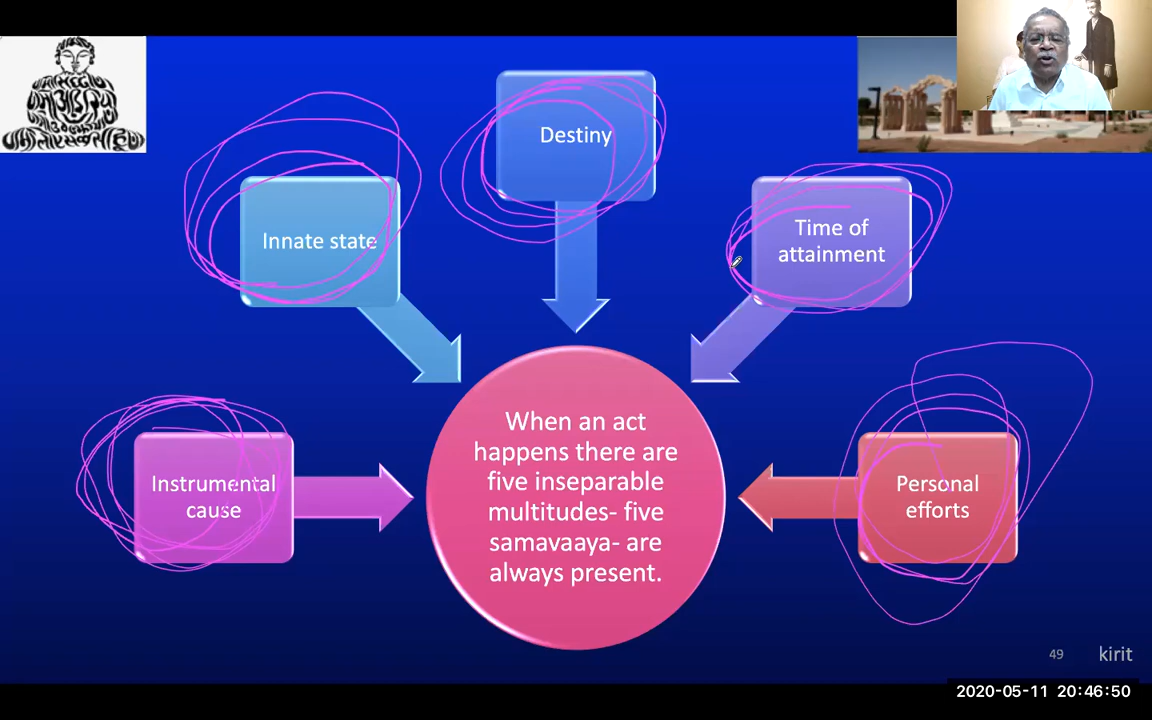 Destiny
Innate state
Time of
attainment
Instrumental
cause
When an act
happens there are
five inseparable
multitudes- five
samavaaya- are
always present.
Personal
efforts
49
kirit
2020-05-11 20:46:50